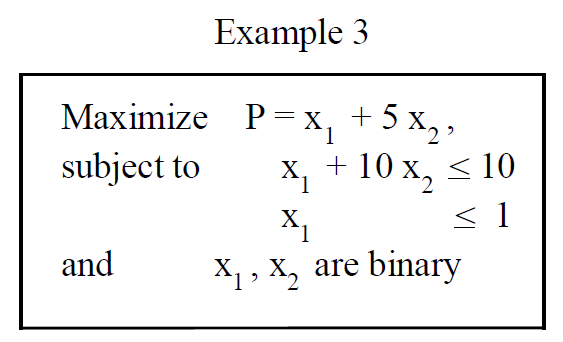 Example 3
Maximize P = x₁ + 5 x₂ ,
subject to x₁ + 10 x₂ ≤ 10
x₁ ≤ 1
and x₁ , x₂ are binary